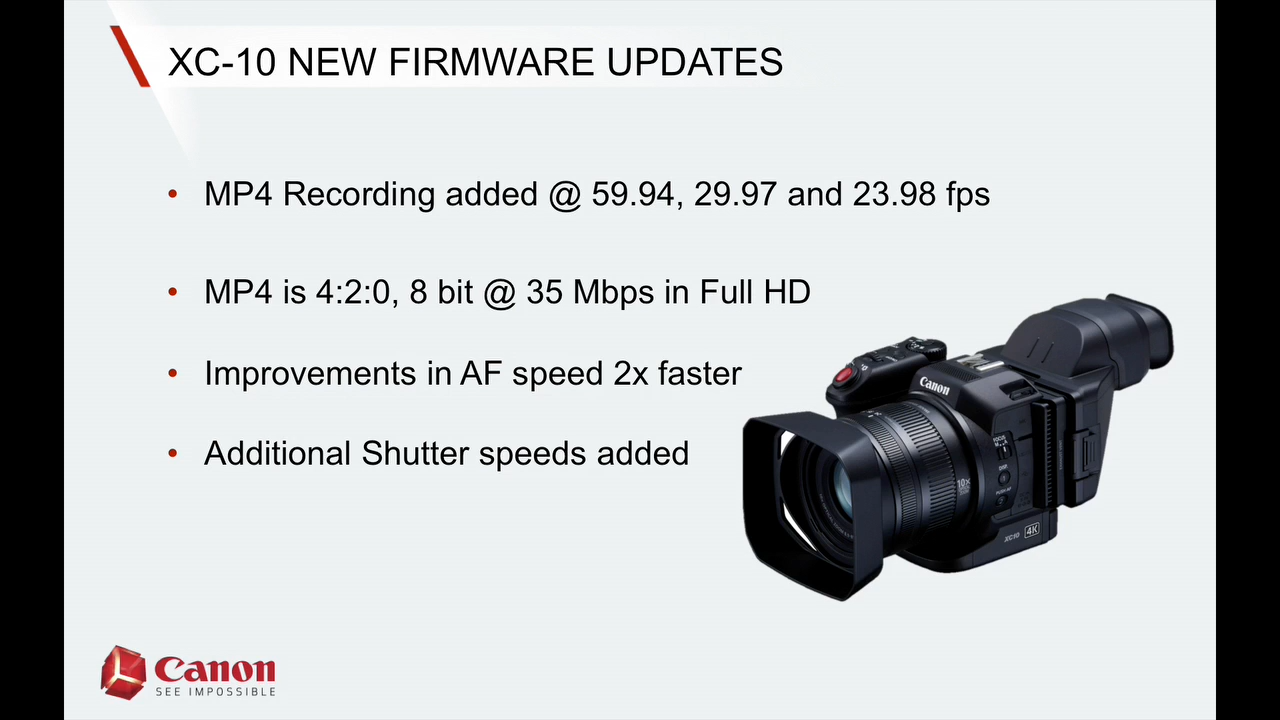 XC-10 NEW FIRMWARE UPDATES
• MP4 Recording added @ 59.94, 29.97 and 23.98 fps
• MP4 is 4:2:0, 8 bit @ 35 Mbps in Full HD
• Improvements in AF speed 2x faster
• Additional Shutter speeds added
Canon
10x
XC10 4K
Canon
SEE IMPOSSIBLE